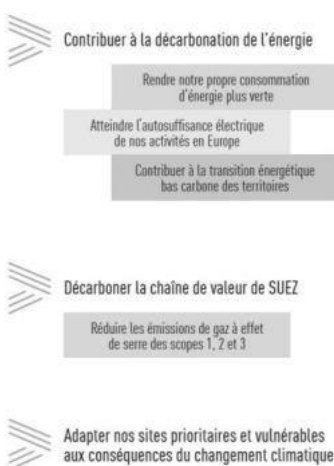 Contribuer à la décarbonation de l'énergie
Rendre notre propre consommation
d'énergie plus verte
Atteindre l'autosuffisance électrique
de nos activités en Europe
Contribuer à la transition énergétique
bas carbone des territoires
Décarboner la chaîne de valeur de SUEZ
Réduire les émissions de gaz à effet
de serre des scopes 1, 2 et 3
Adapter nos sites prioritaires et vulnérables
aux conséquences du changement climatique